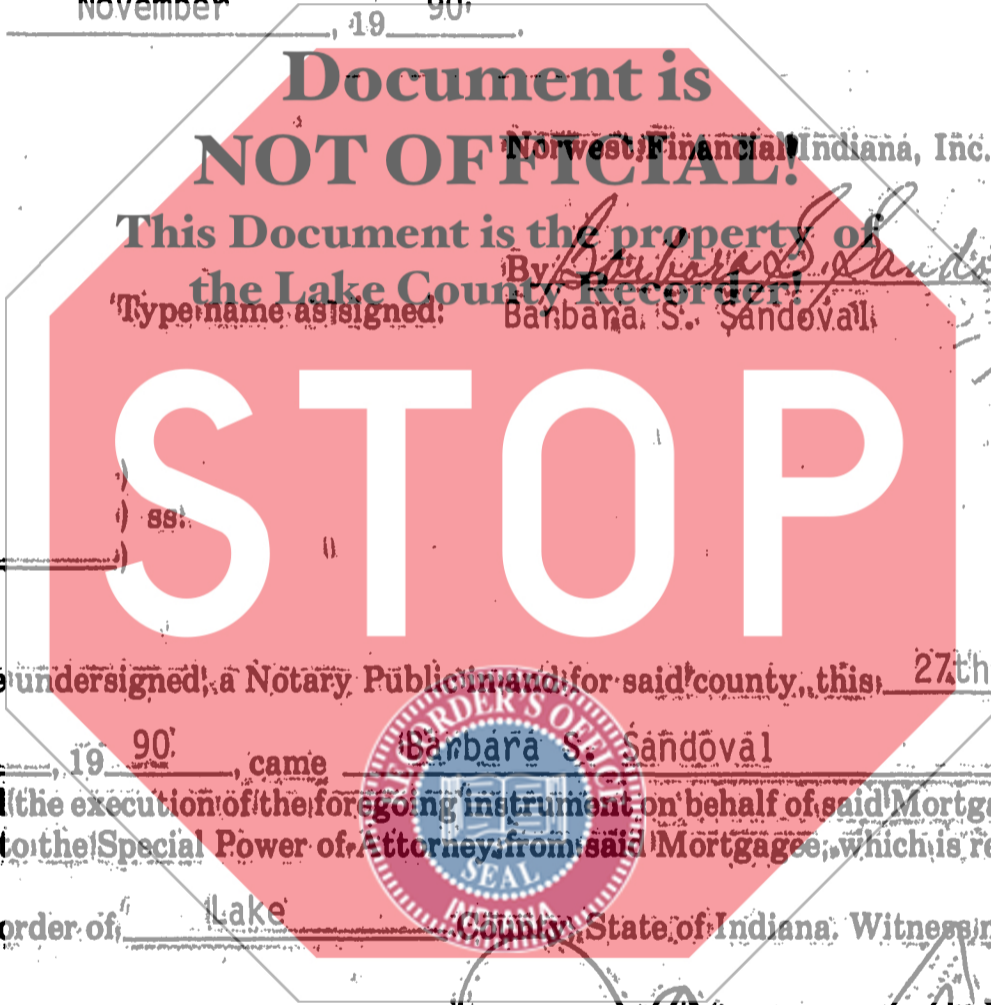 November, 19 90.
Document is
NOT OFFICIAL!
Norwest Financial Indiana, Inc.
This Document is the property of
the Lake County Recorder!
By Barbara S. Sando
Type name as signed: Barbara S. Sandoval
STOP
)
) ss:
)
undersigned, a Notary Public in and for said county, this 27th
, 19 90, came Barbara S. Sandoval
the execution of the foregoing instrument on behalf of said Mortg
to the Special Power of Attorney from said Mortgagee, which is re
order of Lake County, State of Indiana. Witness
RECORDER'S OFFICE
SEAL
INDIANA